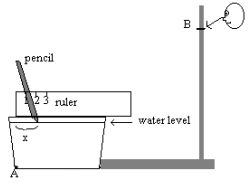 B
pencil
1 2 3 ruler
water level
x
A